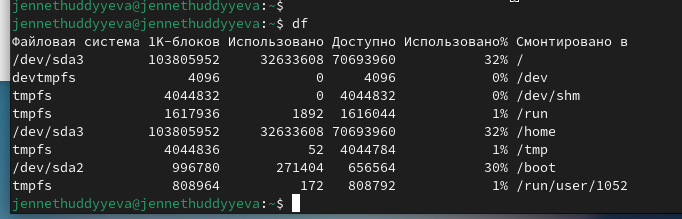 jennethuddyyeva@jennethuddyyeva:~$
jennethuddyyeva@jennethuddyyeva:~$ df
Файловая система 1K-блоков Использовано Доступно Использовано% Смонтировано в
/dev/sda3 103805952 32633608 70693960 32% /
devtmpfs 4096 0 4096 0% /dev
tmpfs 4044832 0 4044832 0% /dev/shm
tmpfs 1617936 1892 1616044 1% /run
/dev/sda3 103805952 32633608 70693960 32% /home
tmpfs 4044836 52 4044784 1% /tmp
/dev/sda2 996780 271404 656564 30% /boot
tmpfs 808964 172 808792 1% /run/user/1052
jennethuddyyeva@jennethuddyyeva:~$